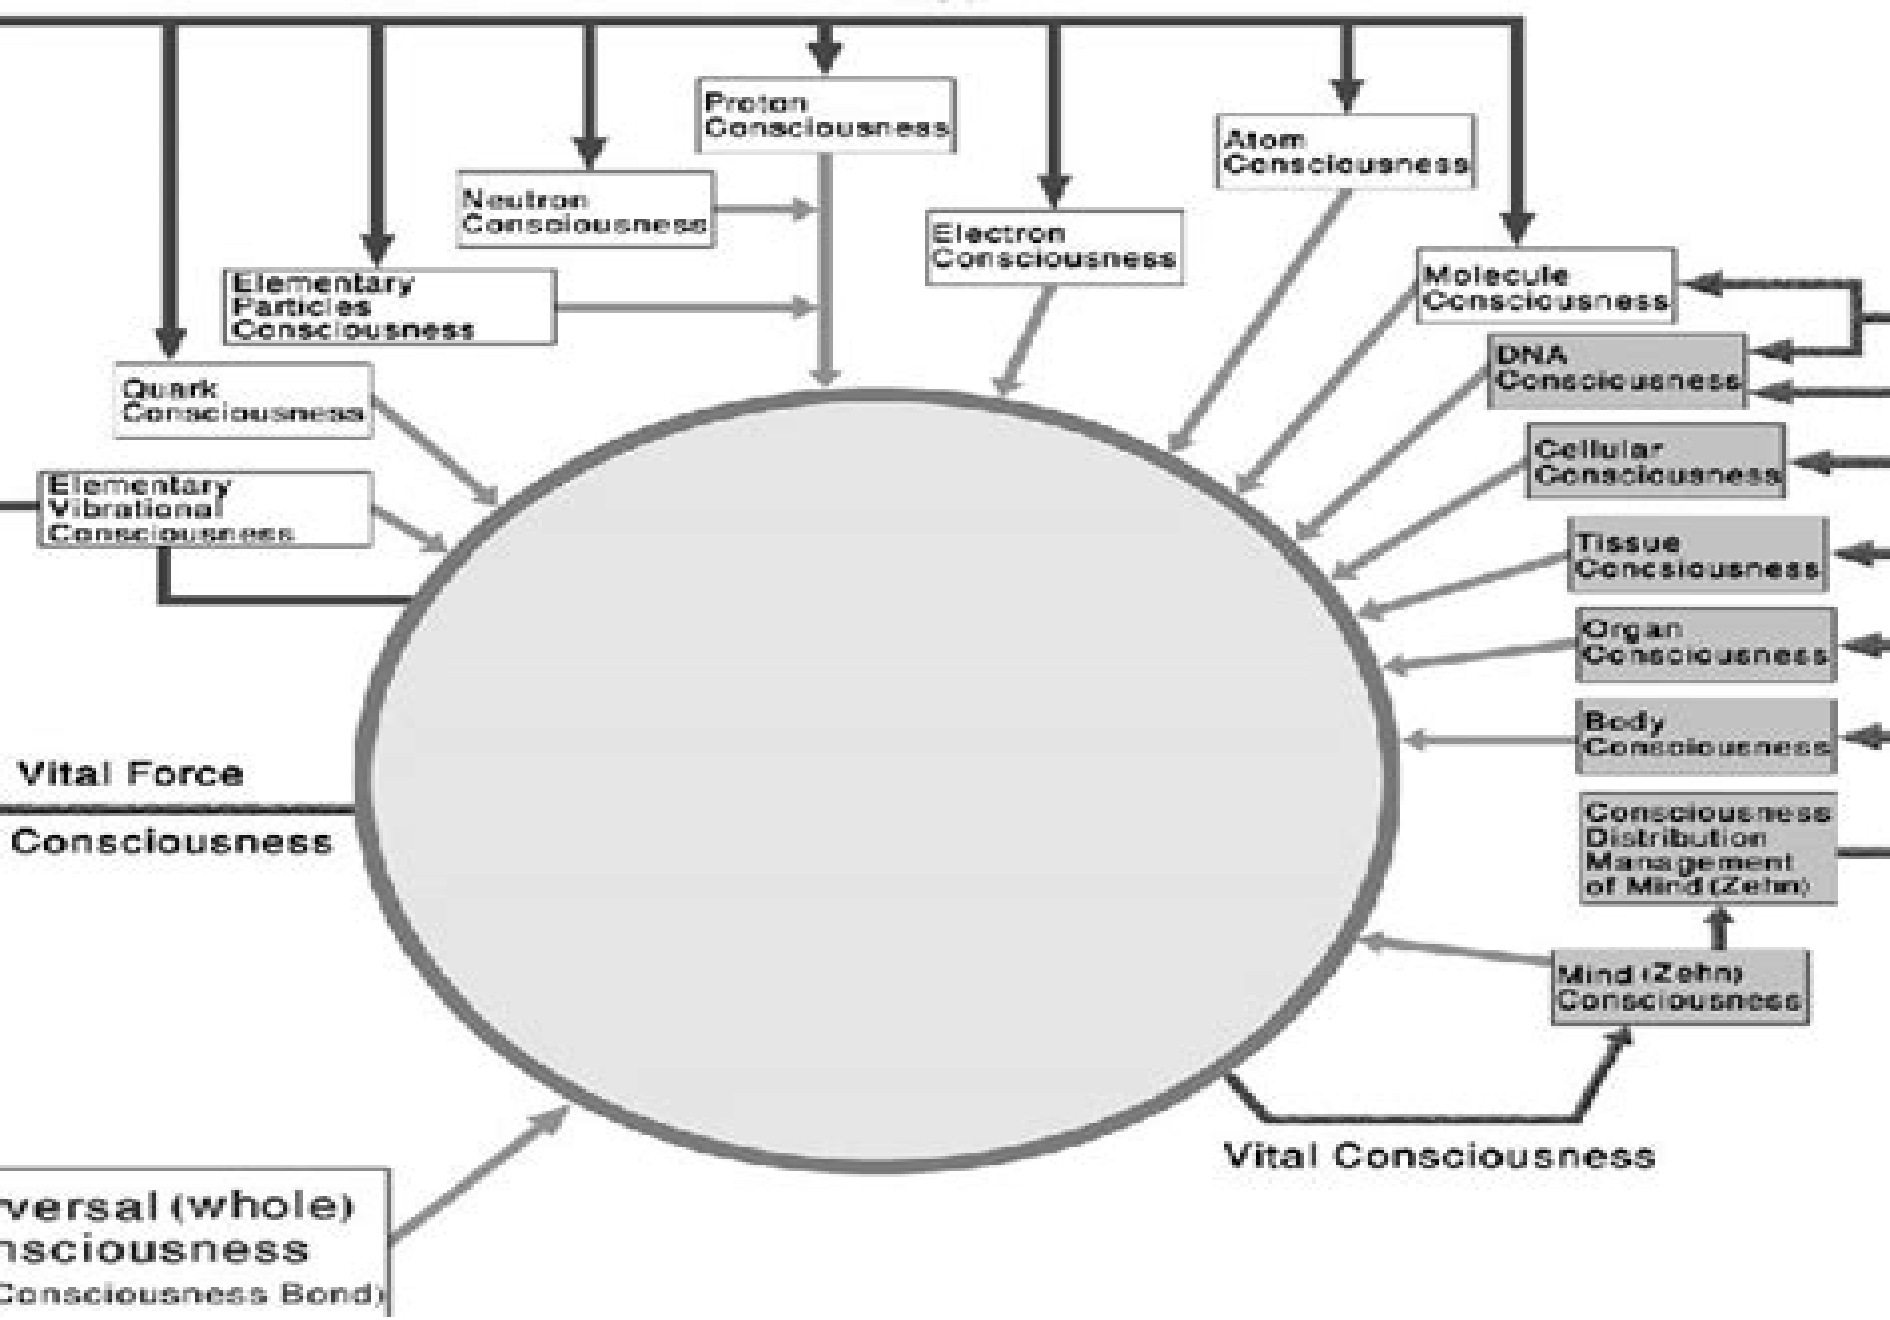 Proton
Consciousness
Atom
Consciousness
Neutron
Consciousness
Electron
Consciousness
Elementary
Particles
Consciousness
Molecule
Consciousness
DNA
Consciousness
Quark
Consciousness
Cellular
Consciousness
Elementary
Vibrational
Consciousness
Tissue
Concsiousness
Organ
Consciousness
Body
Consciousness
Vital Force
Consciousness
Consciousness
Distribution
Management
of Mind (Zehn)
Mind (Zehn)
Consciousness
Vital Consciousness
versal (whole)
nsciousness
Consciousness Bond)